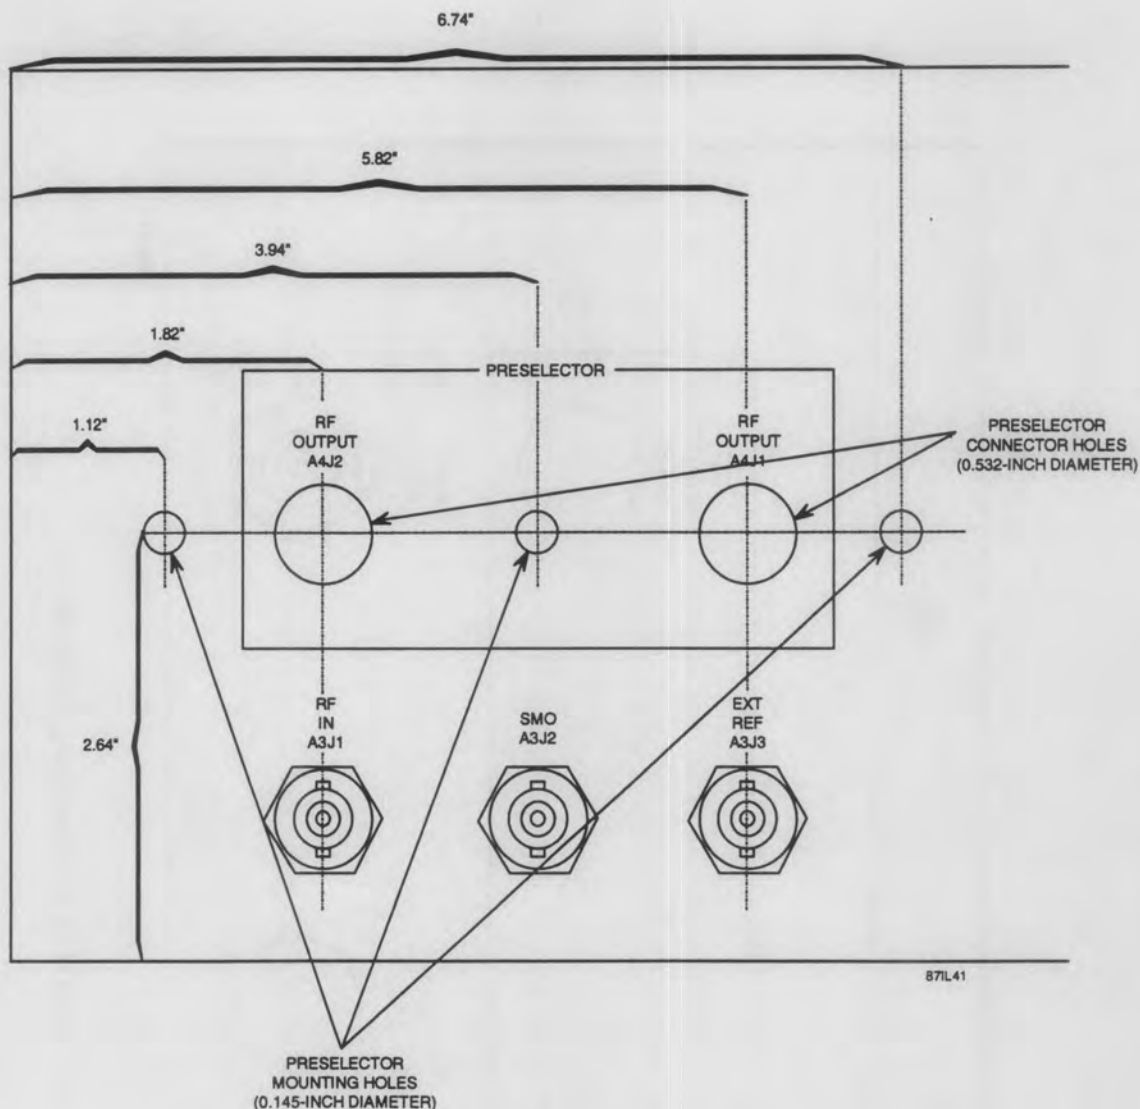 6.74"
5.82"
3.94"
1.82"
PRESELECTOR
1.12"
RF
OUTPUT
A4J2
RF
OUTPUT
A4J1
PRESELECTOR
CONNECTOR HOLES
(0.532-INCH DIAMETER)
2.64"
RF
IN
A3J1
SMO
A3J2
EXT
REF
A3J3
871L41
PRESELECTOR
MOUNTING HOLES
(0.145-INCH DIAMETER)